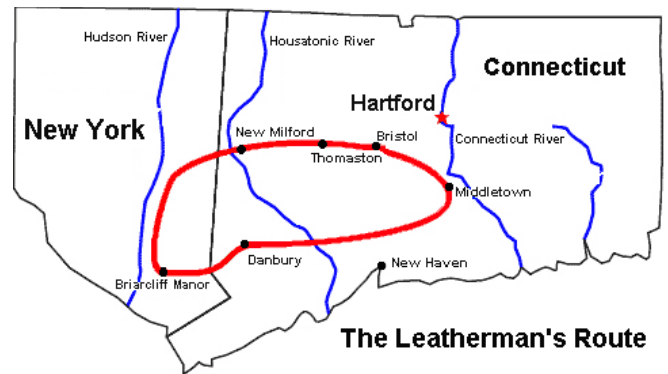 Hudson River
Housatonic River
Connecticut
Hartford
New York
New Milford
Bristol
Connecticut River
Thomaston
Middletown
Danbury
New Haven
Briarcliff Manor
The Leatherman's Route